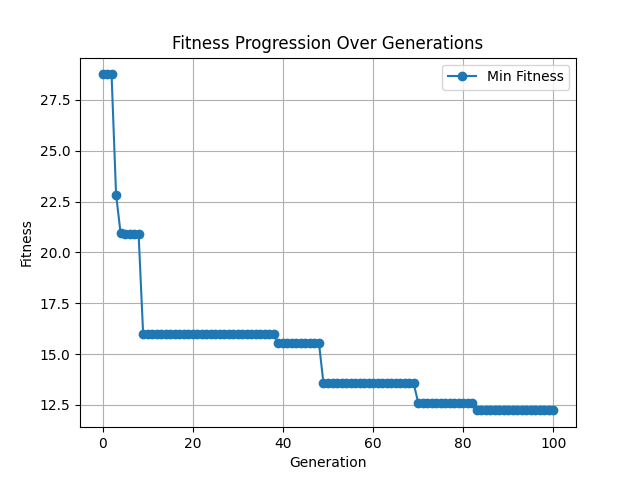 Fitness Progression Over Generations
Min Fitness
Fitness
27.5
25.0
22.5
20.0
17.5
15.0
12.5
0 20 40 60 80 100
Generation